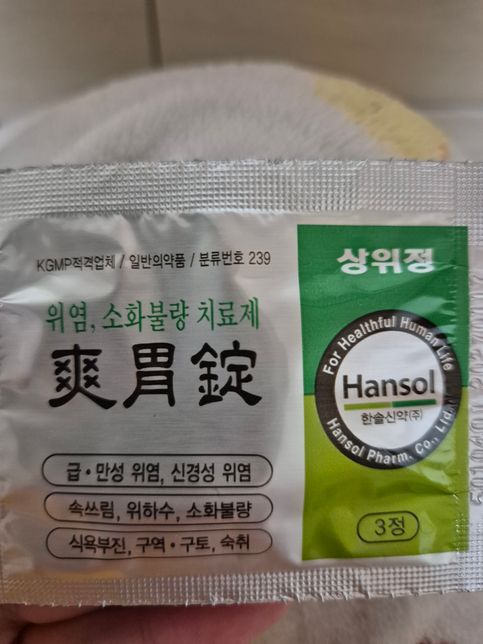 KGMP적격업체 / 일반의약품 / 분류번호 239
상위정
위염, 소화불량 치료제
爽胃錠
For Healthful Human Life
Hansol
한솔신약(주)
Hansol Pharm. Co., Ltd.
급·만성 위염, 신경성 위염
속쓰림, 위하수, 소화불량
식욕부진, 구역·구토, 숙취
3정